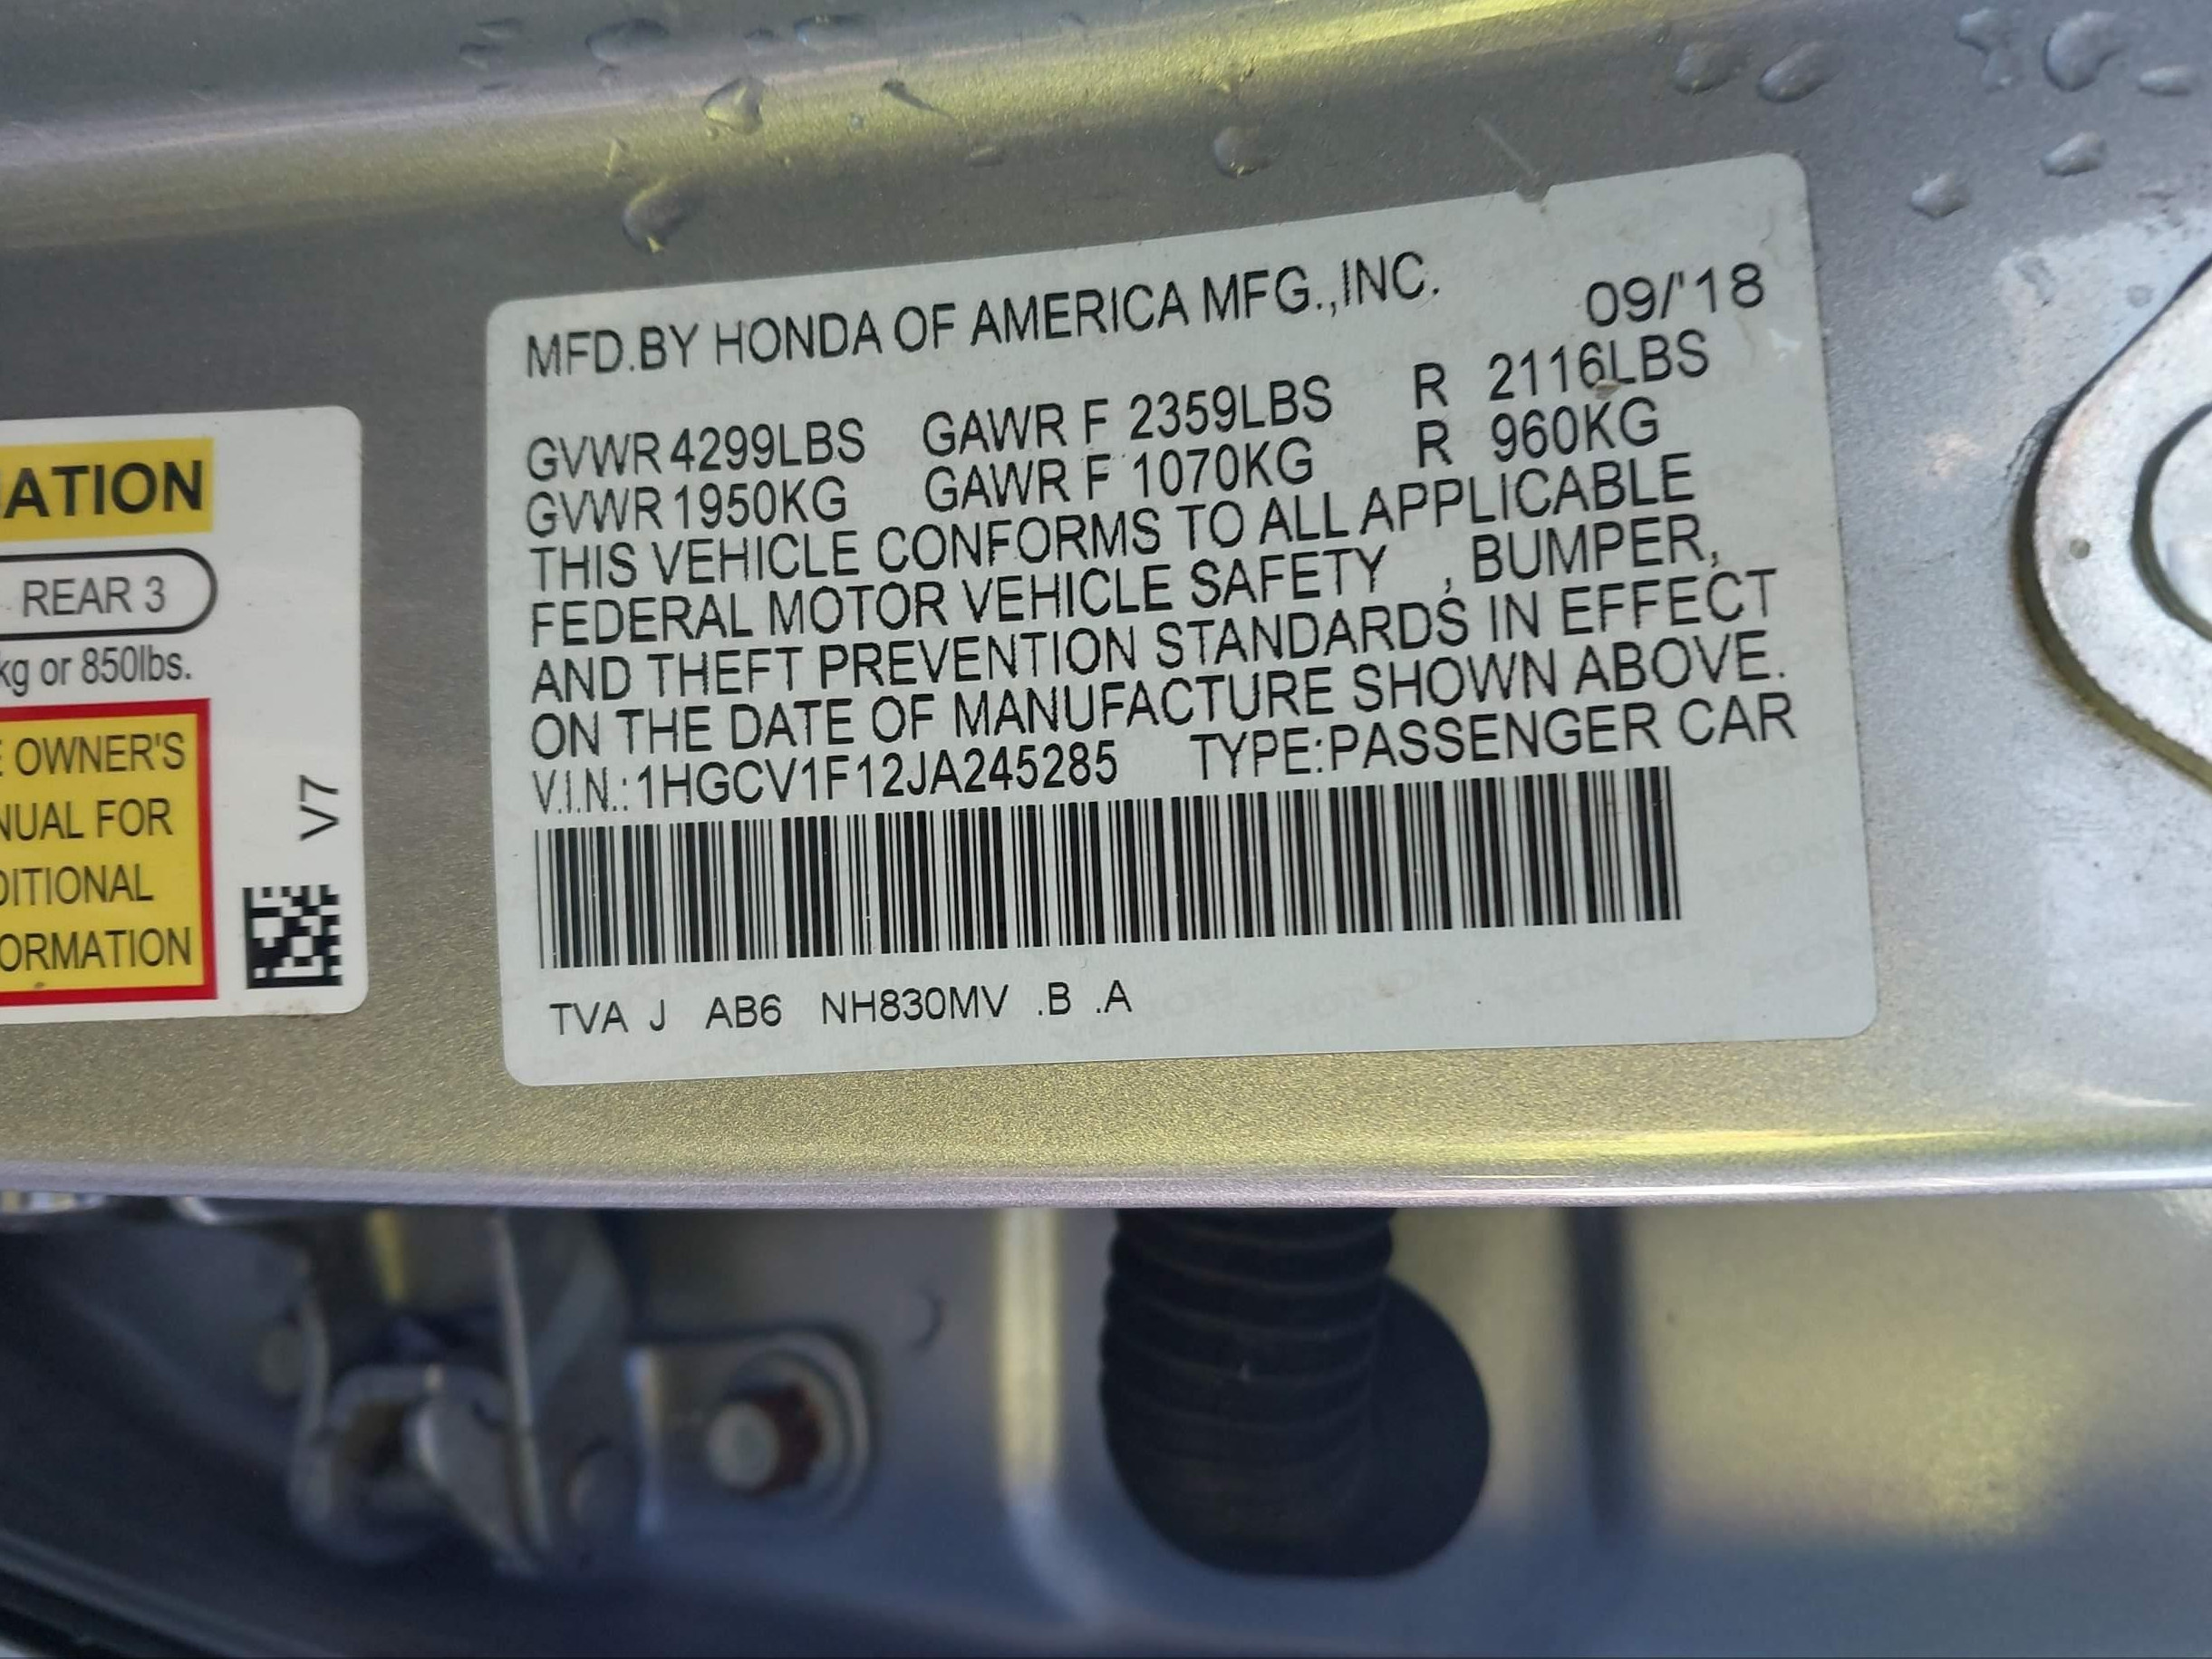 MFD.BY HONDA OF AMERICA MFG.,INC. 09/'18
GVWR 4299LBS GAWR F 2359LBS R 2116LBS
GVWR 1950KG GAWR F 1070KG R 960KG
THIS VEHICLE CONFORMS TO ALL APPLICABLE
FEDERAL MOTOR VEHICLE SAFETY , BUMPER,
AND THEFT PREVENTION STANDARDS IN EFFECT
ON THE DATE OF MANUFACTURE SHOWN ABOVE.
V.I.N.: 1HGCV1F12JA245285 TYPE:PASSENGER CAR
TVA J AB6 NH830MV .B .A
ATION
REAR 3
kg or 850lbs.
E OWNER'S
NUAL FOR
DITIONAL
ORMATION
V7